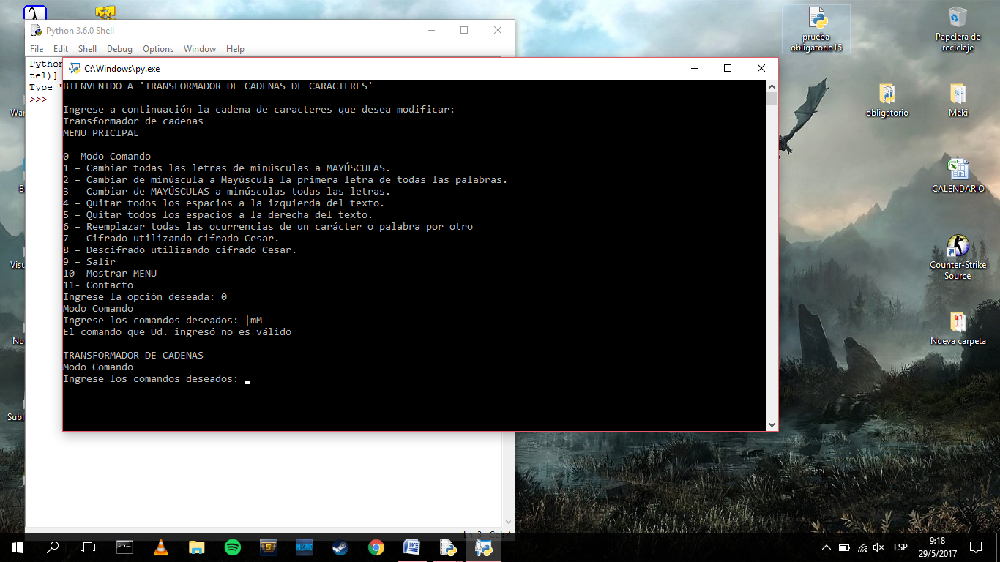 Python 3.6.0 Shell
File Edit Shell Debug Options Window Help
Python
tel)]
Type "
>>>
C:\Windows\py.exe
BIENVENIDO A 'TRANSFORMADOR DE CADENAS DE CARACTERES'
Ingrese a continuación la cadena de caracteres que desea modificar:
Transformador de cadenas
MENU PRICIPAL
0- Modo Comando
1 – Cambiar todas las letras de minúsculas a MAYÚSCULAS.
2 – Cambiar de minúscula a Mayúscula la primera letra de todas las palabras.
3 – Cambiar de MAYÚSCULAS a minúsculas todas las letras.
4 – Quitar todos los espacios a la izquierda del texto.
5 – Quitar todos los espacios a la derecha del texto.
6 – Reemplazar todas las ocurrencias de un carácter o palabra por otro
7 – Cifrado utilizando cifrado Cesar.
8 – Descifrado utilizando cifrado Cesar.
9 – Salir
10- Mostrar MENU
11- Contacto
Ingrese la opción deseada: 0
Modo Comando
Ingrese los comandos deseados: |mM
El comando que Ud. ingresó no es válido
TRANSFORMADOR DE CADENAS
Modo Comando
Ingrese los comandos deseados:
prueba
obligatorio15
Papelera de
reciclaje
obligatorio
Meki
CALENDARIO
Counter-Strike
Source
Nueva carpeta
War
B
Visu
No
Subl
Ln: 3 Col: 4
ESP
9:18
29/5/2017